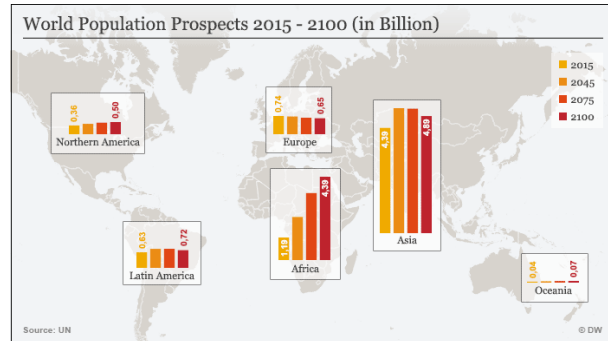 World Population Prospects 2015 - 2100 (in Billion)
2015
2045
2075
2100
0,36
0,50
Northern America
0,74
0,65
Europe
4,39
4,89
Asia
1,19
4,39
Africa
0,63
0,72
Latin America
0,04
0,07
Oceania
Source: UN
© DW